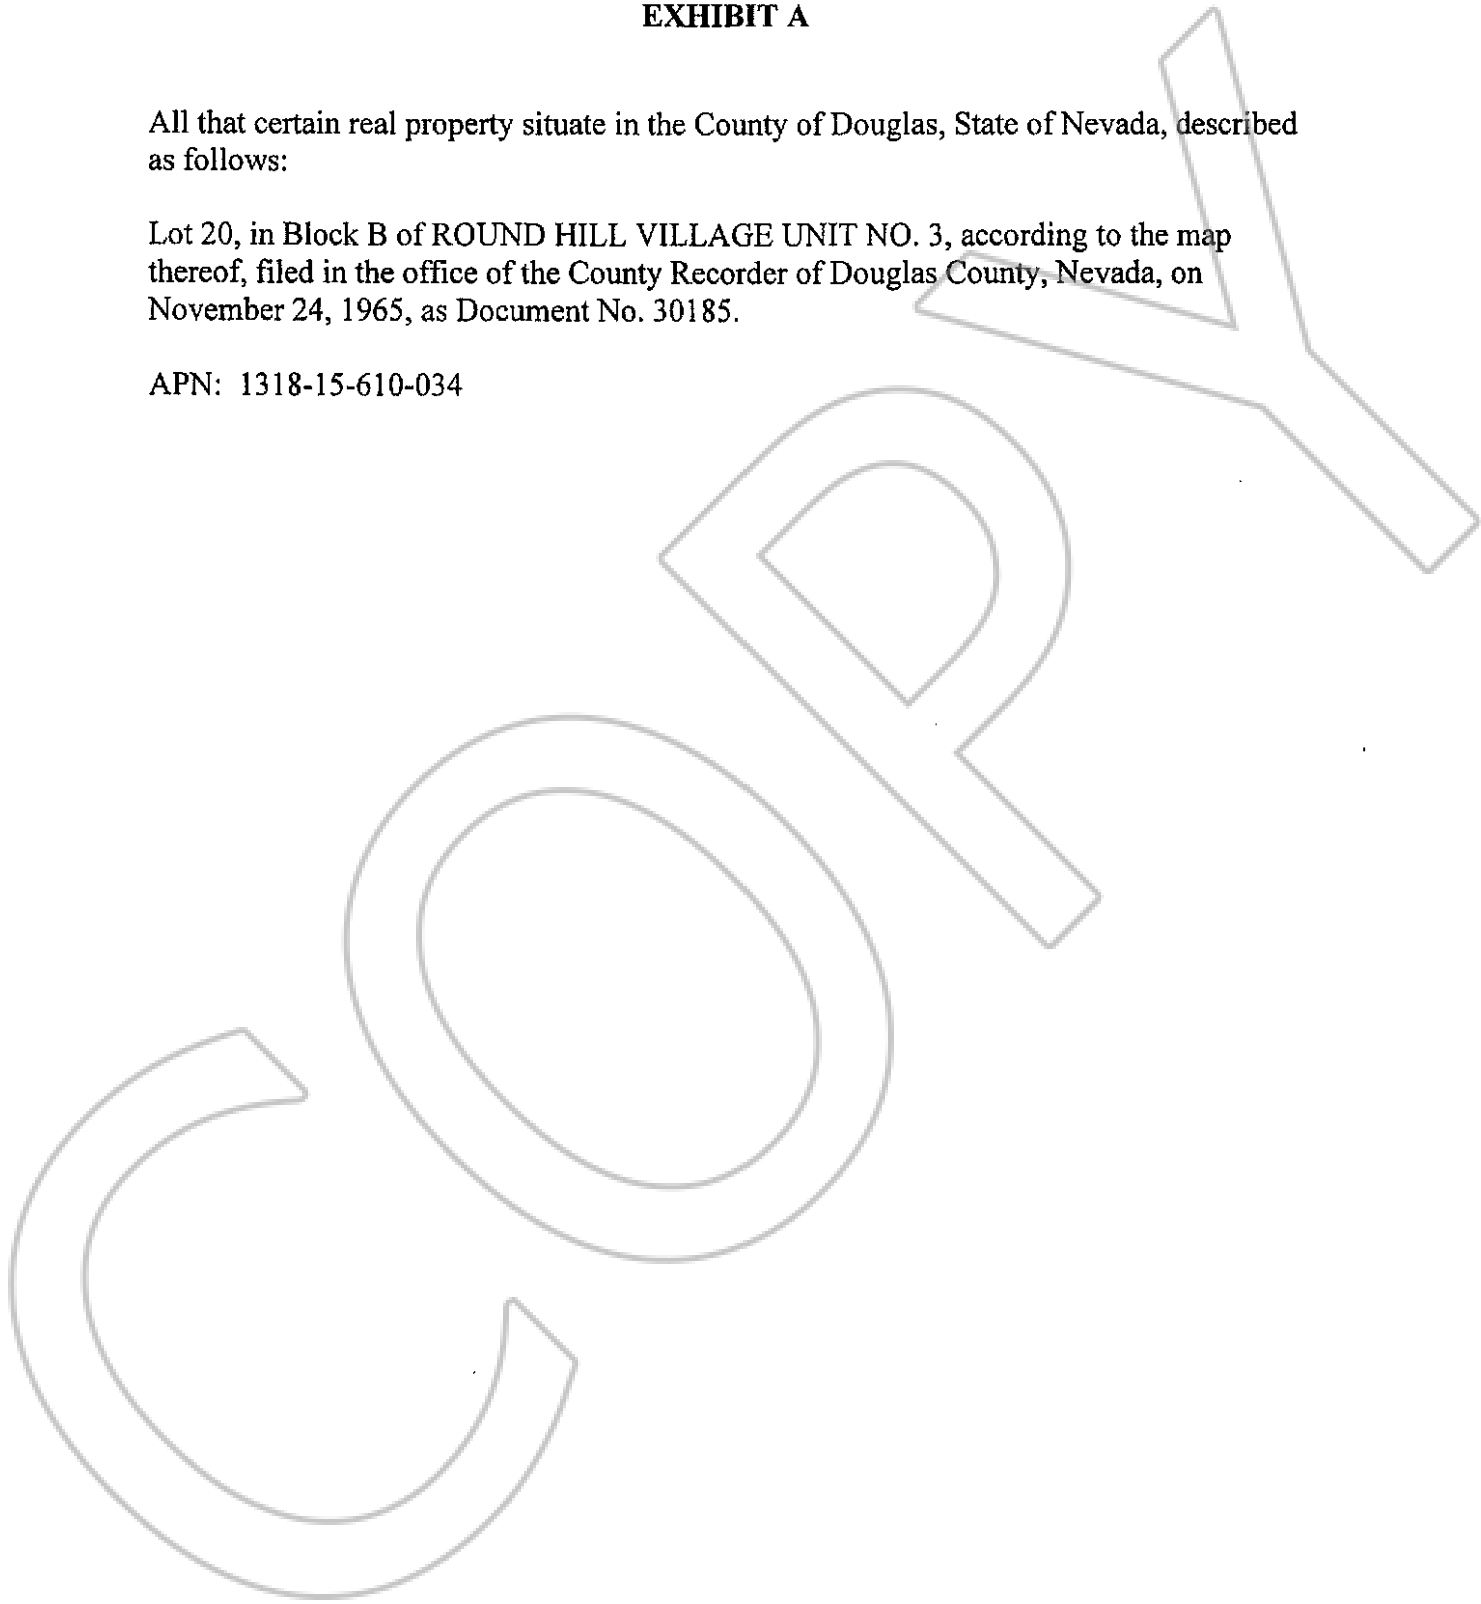 EXHIBIT A
All that certain real property situate in the County of Douglas, State of Nevada, described
as follows:
Lot 20, in Block B of ROUND HILL VILLAGE UNIT NO. 3, according to the map
thereof, filed in the office of the County Recorder of Douglas County, Nevada, on
November 24, 1965, as Document No. 30185.
APN: 1318-15-610-034
COPY